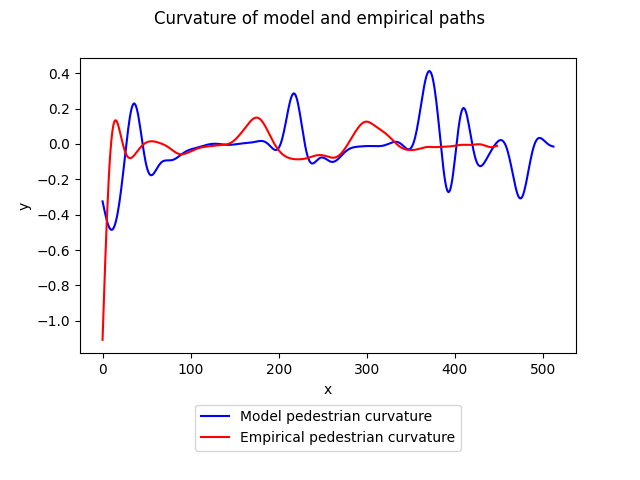 Curvature of model and empirical paths
0.4
0.2
0.0
−0.2
−0.4
−0.6
−0.8
−1.0
y
0 100 200 300 400 500
x
Model pedestrian curvature
Empirical pedestrian curvature